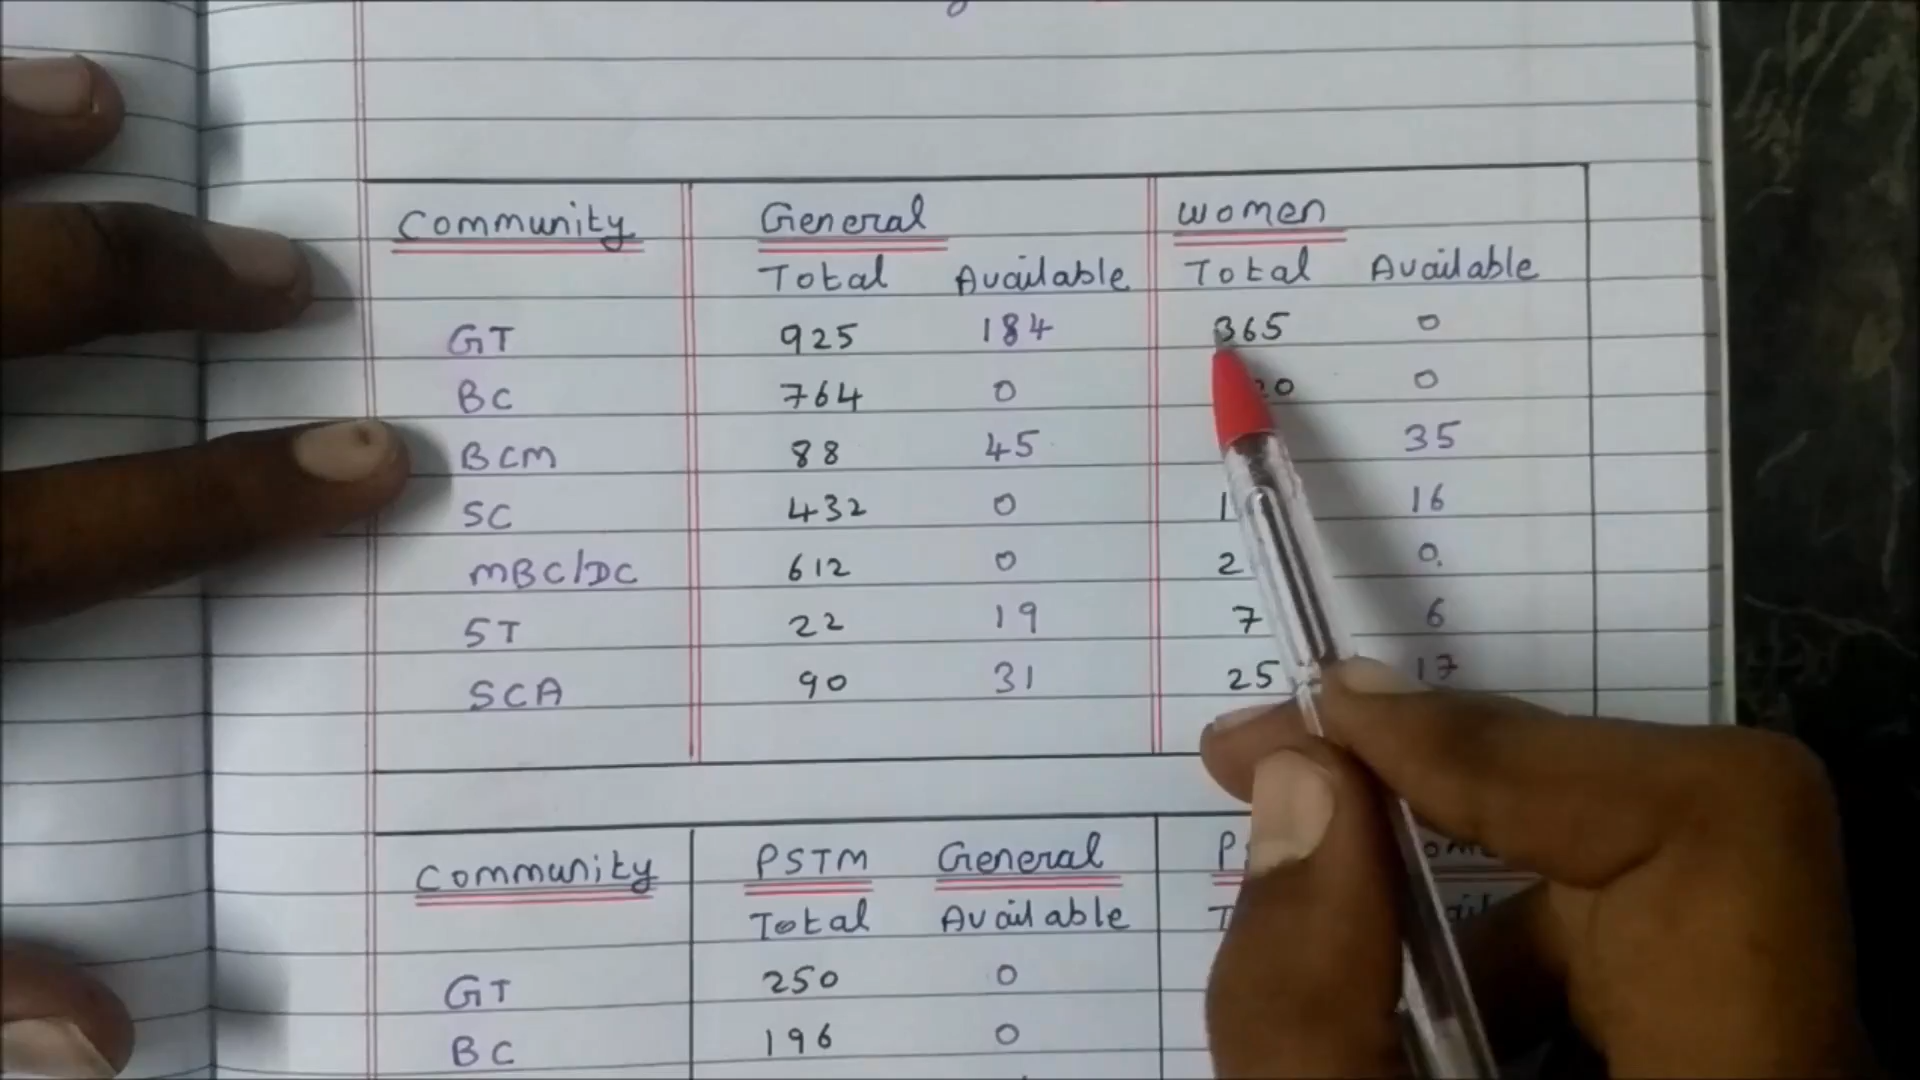 Community General Women
Total Available Total Available
GT 925 184 365 0
BC 764 0 0
BCM 88 45 35
SC 432 0 16
MBC/DC 612 0 0
ST 22 19 7 6
SCA 90 31 25 17
Community PSTM General
Total Available
GT 250 0
BC 196 0